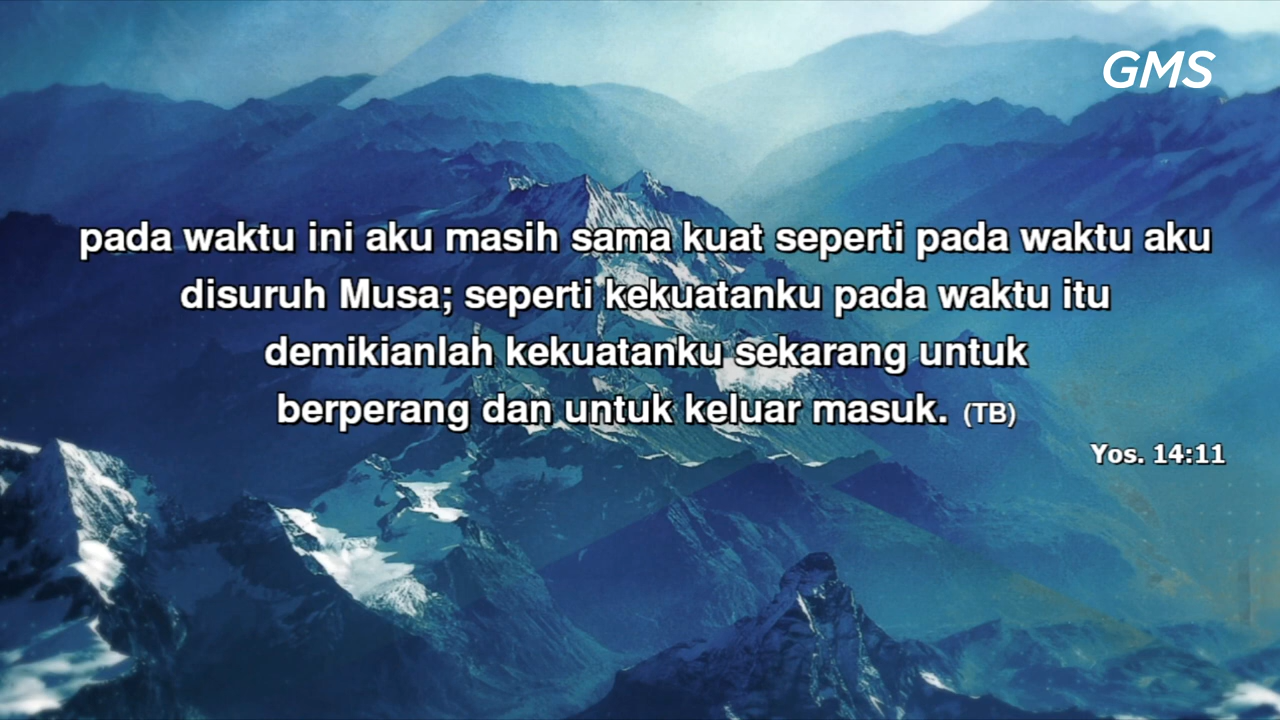 GMS
pada waktu ini aku masih sama kuat seperti pada waktu aku
disuruh Musa; seperti kekuatanku pada waktu itu
demikianlah kekuatanku sekarang untuk
berperang dan untuk keluar masuk. (TB)
Yos. 14:11